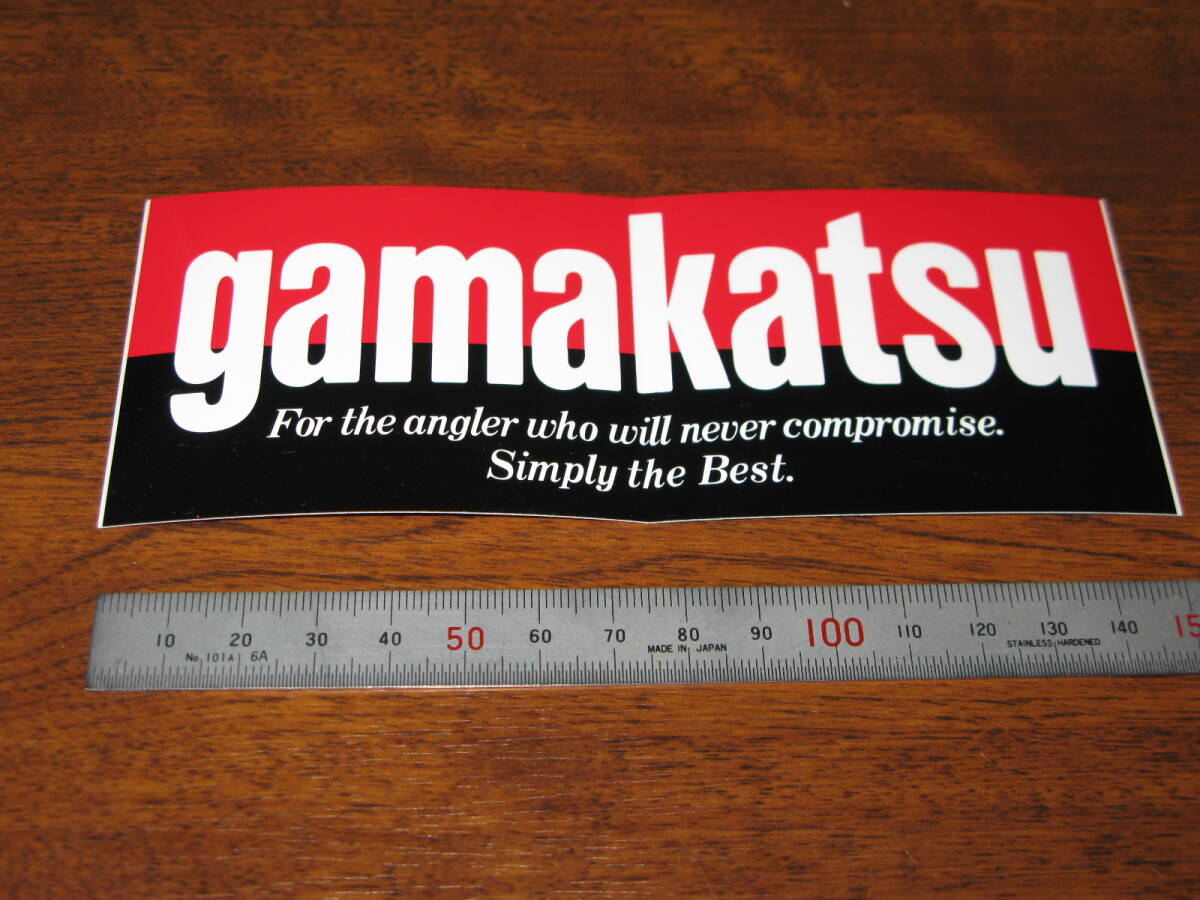 gamakatsu
For the angler who will never compromise.
Simply the Best.
10 20 30 40 50 60 70 80 90 100 110 120 130 140 15
No. 101A 6A MADE IN JAPAN STAINLESS HARDENED